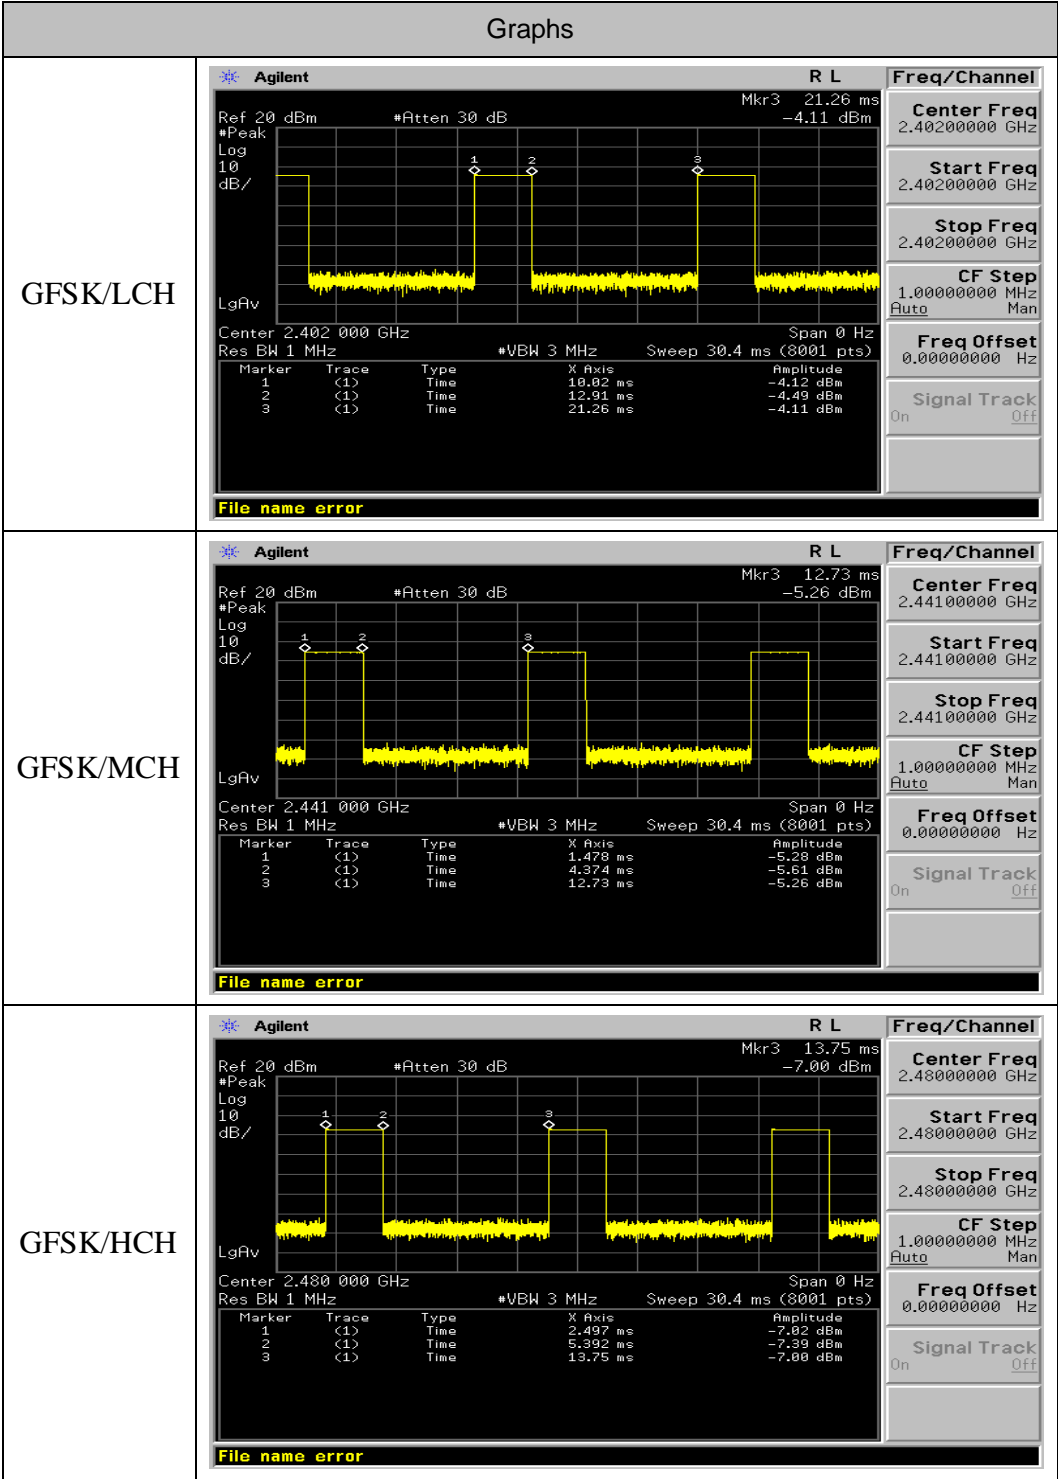 Graphs
GFSK/LCH
Agilent R L Freq/Channel
Mkr3 21.26 ms
Ref 20 dBm #Atten 30 dB -4.11 dBm
#Peak
Log
10
dB/
1 2 3
LgAv
Center 2.402 000 GHz Span 0 Hz
Res BW 1 MHz #VBW 3 MHz Sweep 30.4 ms (8001 pts)
Marker Trace Type X Axis Amplitude
1 (1) Time 10.02 ms -4.12 dBm
2 (1) Time 12.91 ms -4.49 dBm
3 (1) Time 21.26 ms -4.11 dBm
File name error
Center Freq
2.40200000 GHz
Start Freq
2.40200000 GHz
Stop Freq
2.40200000 GHz
CF Step
1.00000000 MHz
Auto Man
Freq Offset
0.00000000 Hz
Signal Track
On Off
GFSK/MCH
Agilent R L Freq/Channel
Mkr3 12.73 ms
Ref 20 dBm #Atten 30 dB -5.26 dBm
#Peak
Log
10
dB/
1 2 3
LgAv
Center 2.441 000 GHz Span 0 Hz
Res BW 1 MHz #VBW 3 MHz Sweep 30.4 ms (8001 pts)
Marker Trace Type X Axis Amplitude
1 (1) Time 1.478 ms -5.28 dBm
2 (1) Time 4.374 ms -5.61 dBm
3 (1) Time 12.73 ms -5.26 dBm
File name error
Center Freq
2.44100000 GHz
Start Freq
2.44100000 GHz
Stop Freq
2.44100000 GHz
CF Step
1.00000000 MHz
Auto Man
Freq Offset
0.00000000 Hz
Signal Track
On Off
GFSK/HCH
Agilent R L Freq/Channel
Mkr3 13.75 ms
Ref 20 dBm #Atten 30 dB -7.00 dBm
#Peak
Log
10
dB/
1 2 3
LgAv
Center 2.480 000 GHz Span 0 Hz
Res BW 1 MHz #VBW 3 MHz Sweep 30.4 ms (8001 pts)
Marker Trace Type X Axis Amplitude
1 (1) Time 2.497 ms -7.02 dBm
2 (1) Time 5.392 ms -7.39 dBm
3 (1) Time 13.75 ms -7.00 dBm
File name error
Center Freq
2.48000000 GHz
Start Freq
2.48000000 GHz
Stop Freq
2.48000000 GHz
CF Step
1.00000000 MHz
Auto Man
Freq Offset
0.00000000 Hz
Signal Track
On Off